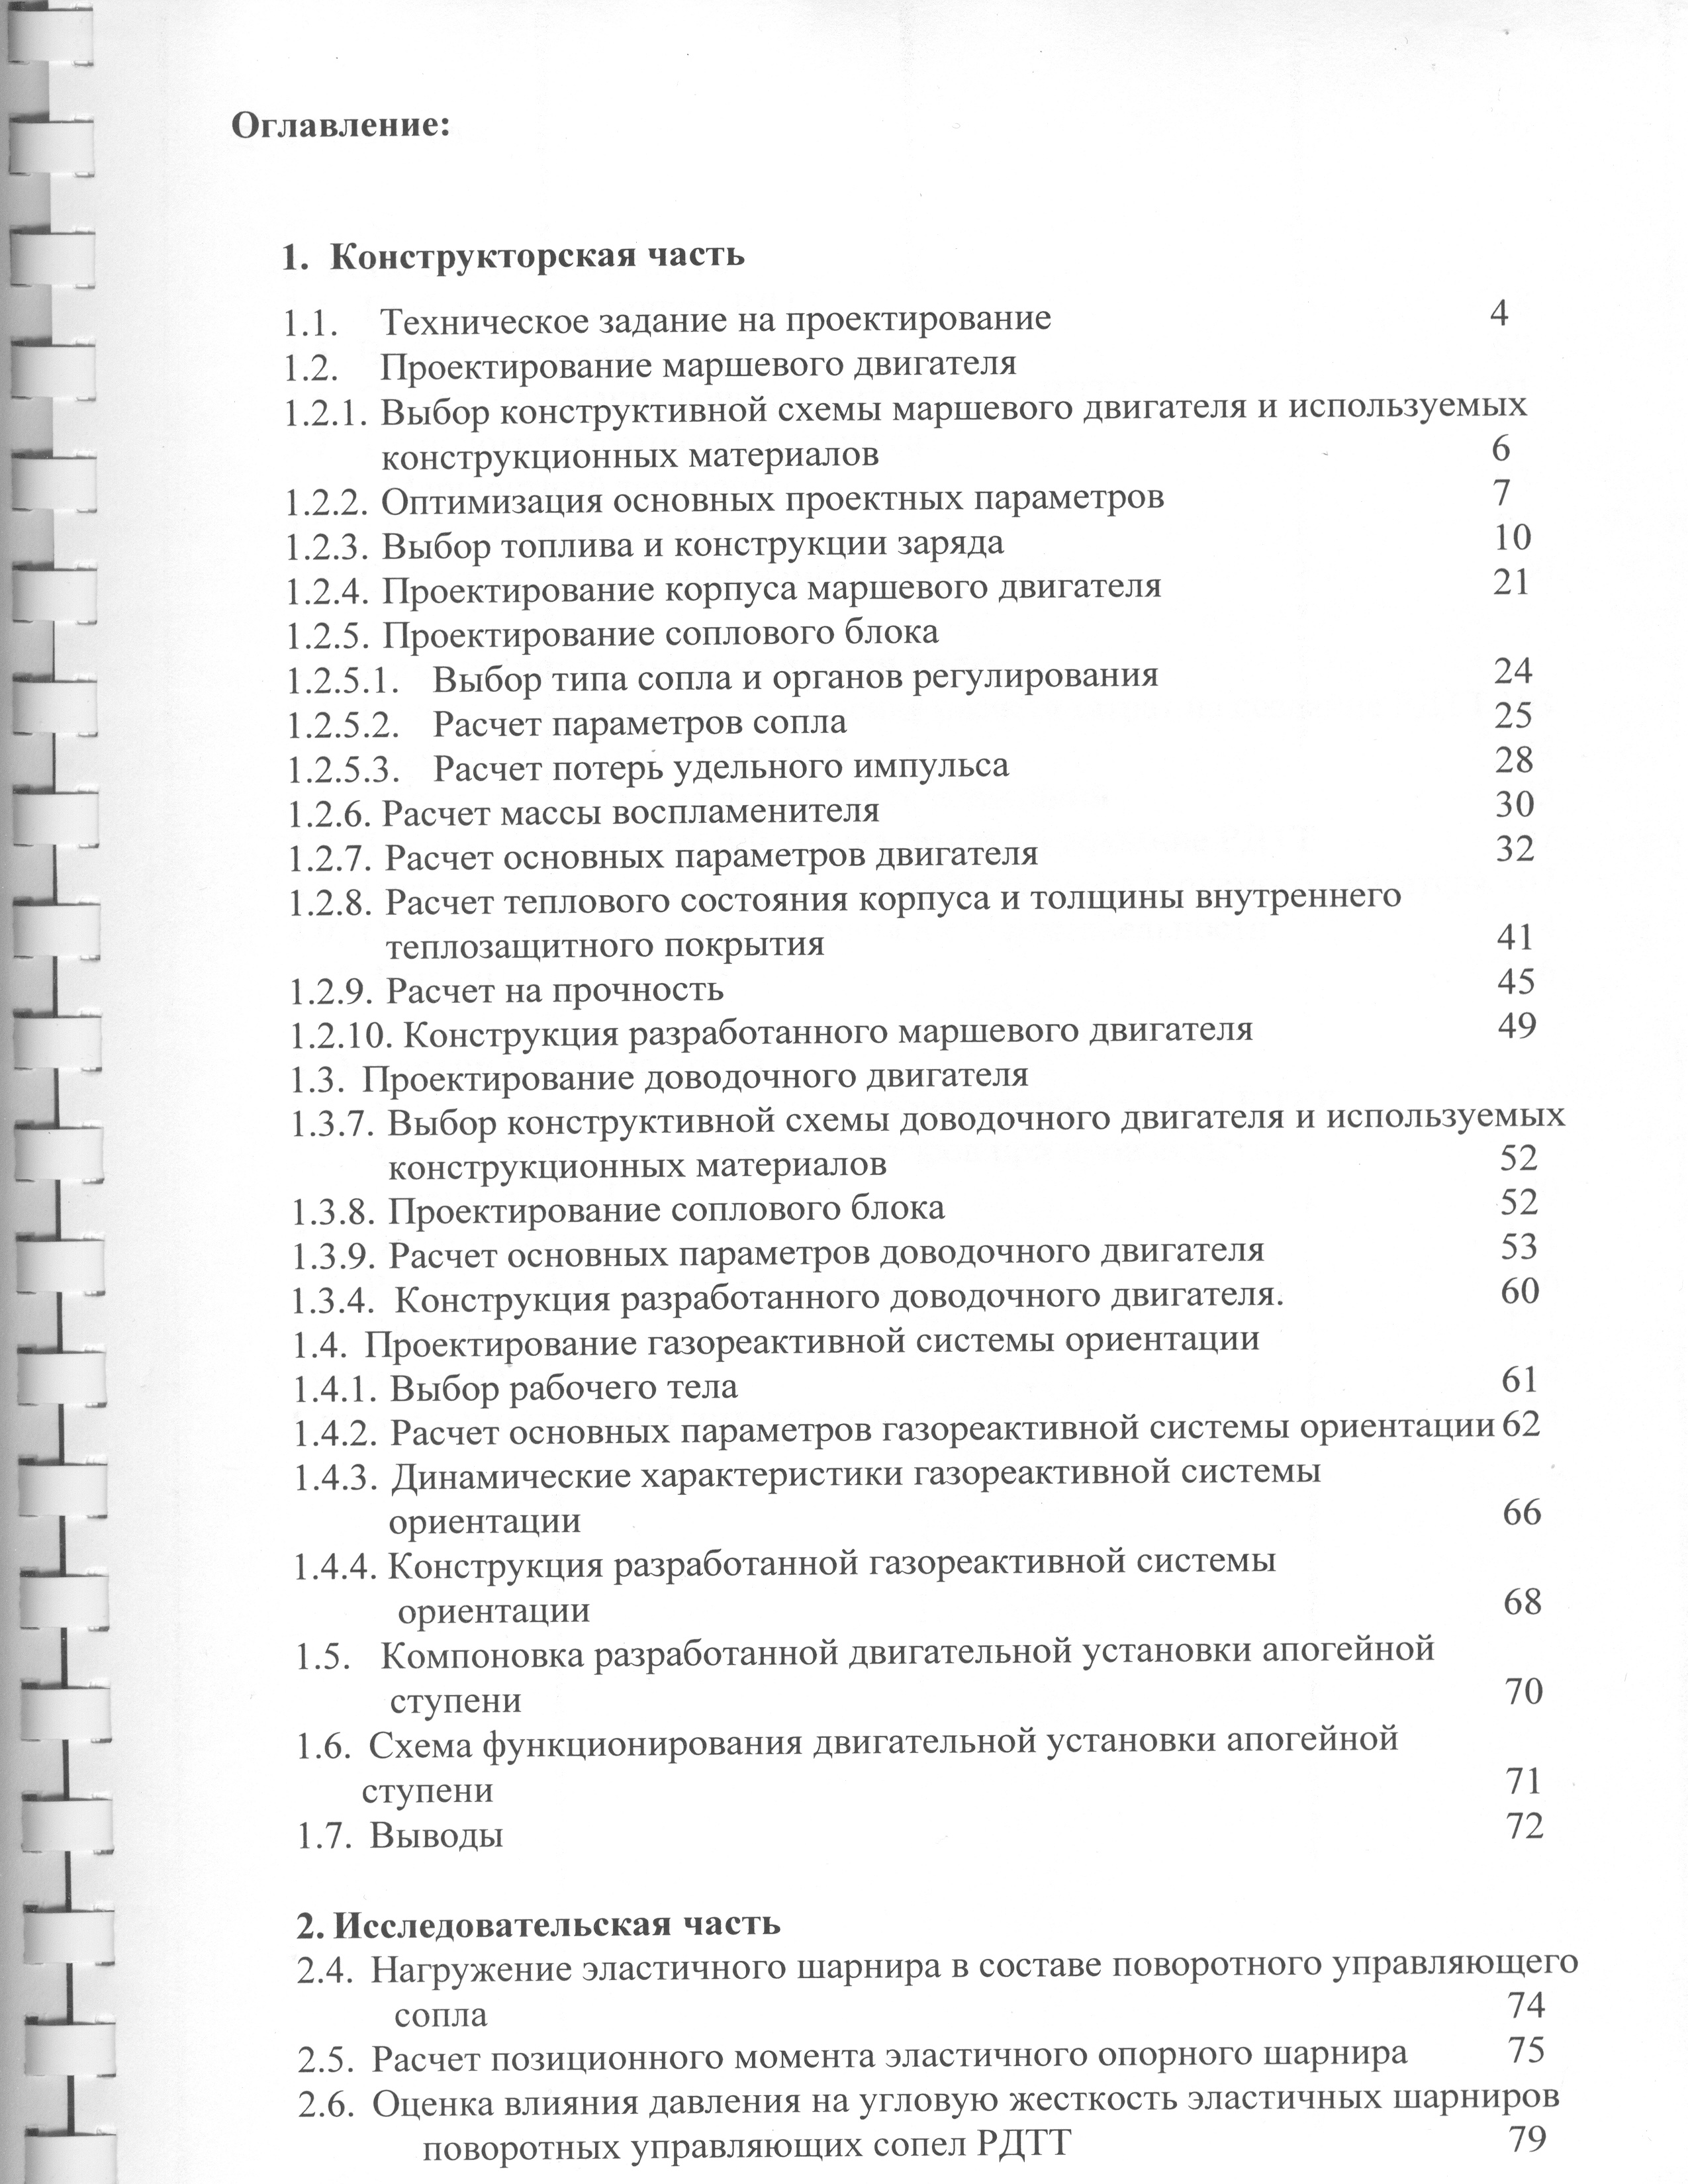 Оглавление:
1. Конструкторская часть
1.1. Техническое задание на проектирование 4
1.2. Проектирование маршевого двигателя
1.2.1. Выбор конструктивной схемы маршевого двигателя и используемых
конструкционных материалов 6
1.2.2. Оптимизация основных проектных параметров 7
1.2.3. Выбор топлива и конструкции заряда 10
1.2.4. Проектирование корпуса маршевого двигателя 21
1.2.5. Проектирование соплового блока
1.2.5.1. Выбор типа сопла и органов регулирования 24
1.2.5.2. Расчет параметров сопла 25
1.2.5.3. Расчет потерь удельного импульса 28
1.2.6. Расчет массы воспламенителя 30
1.2.7. Расчет основных параметров двигателя 32
1.2.8. Расчет теплового состояния корпуса и толщины внутреннего
теплозащитного покрытия 41
1.2.9. Расчет на прочность 45
1.2.10. Конструкция разработанного маршевого двигателя 49
1.3. Проектирование доводочного двигателя
1.3.7. Выбор конструктивной схемы доводочного двигателя и используемых
конструкционных материалов 52
1.3.8. Проектирование соплового блока 52
1.3.9. Расчет основных параметров доводочного двигателя 53
1.3.4. Конструкция разработанного доводочного двигателя. 60
1.4. Проектирование газореактивной системы ориентации
1.4.1. Выбор рабочего тела 61
1.4.2. Расчет основных параметров газореактивной системы ориентации 62
1.4.3. Динамические характеристики газореактивной системы
ориентации 66
1.4.4. Конструкция разработанной газореактивной системы
ориентации 68
1.5. Компоновка разработанной двигательной установки апогейной
ступени 70
1.6. Схема функционирования двигательной установки апогейной
ступени 71
1.7. Выводы 72
2. Исследовательская часть
2.4. Нагружение эластичного шарнира в составе поворотного управляющего
сопла 74
2.5. Расчет позиционного момента эластичного опорного шарнира 75
2.6. Оценка влияния давления на угловую жесткость эластичных шарниров
поворотных управляющих сопел РДТТ 79